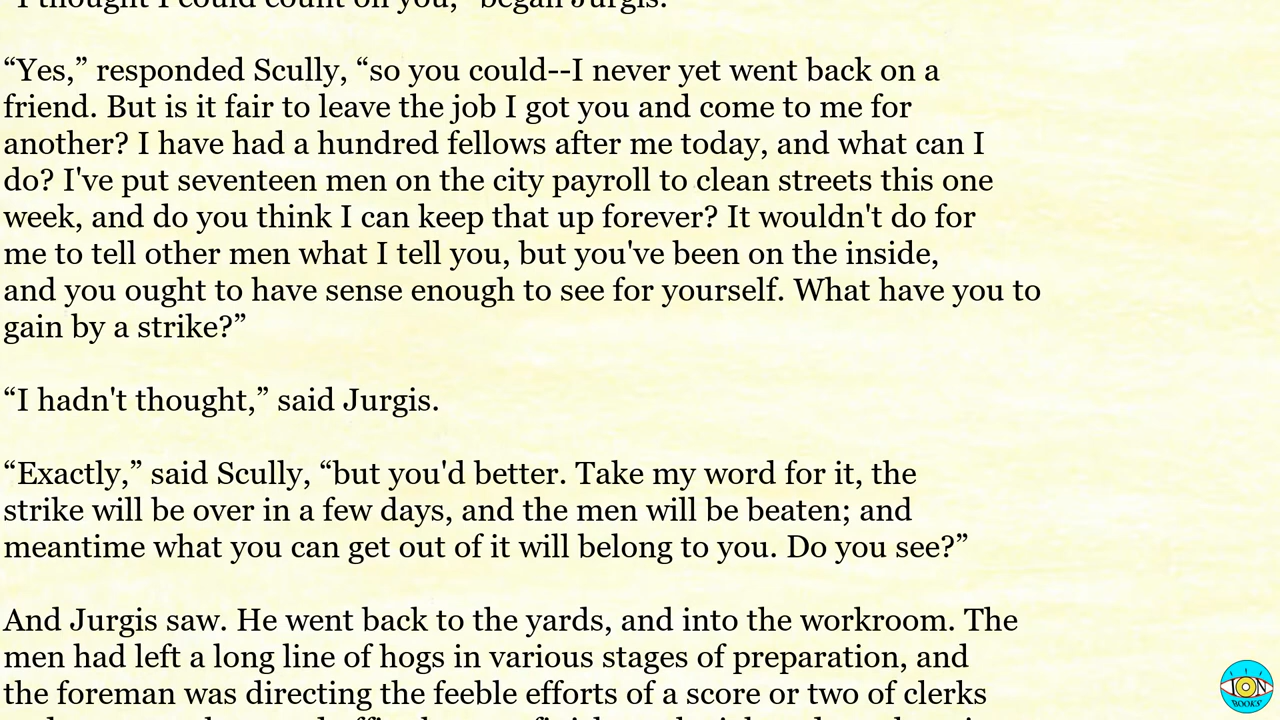 “I thought I could count on you,” began Jurgis.
“Yes,” responded Scully, “so you could--I never yet went back on a
friend. But is it fair to leave the job I got you and come to me for
another? I have had a hundred fellows after me today, and what can I
do? I've put seventeen men on the city payroll to clean streets this one
week, and do you think I can keep that up forever? It wouldn't do for
me to tell other men what I tell you, but you've been on the inside,
and you ought to have sense enough to see for yourself. What have you to
gain by a strike?”
“I hadn't thought,” said Jurgis.
“Exactly,” said Scully, “but you'd better. Take my word for it, the
strike will be over in a few days, and the men will be beaten; and
meantime what you can get out of it will belong to you. Do you see?”
And Jurgis saw. He went back to the yards, and into the workroom. The
men had left a long line of hogs in various stages of preparation, and
the foreman was directing the feeble efforts of a score or two of clerks
ION
BOOKS